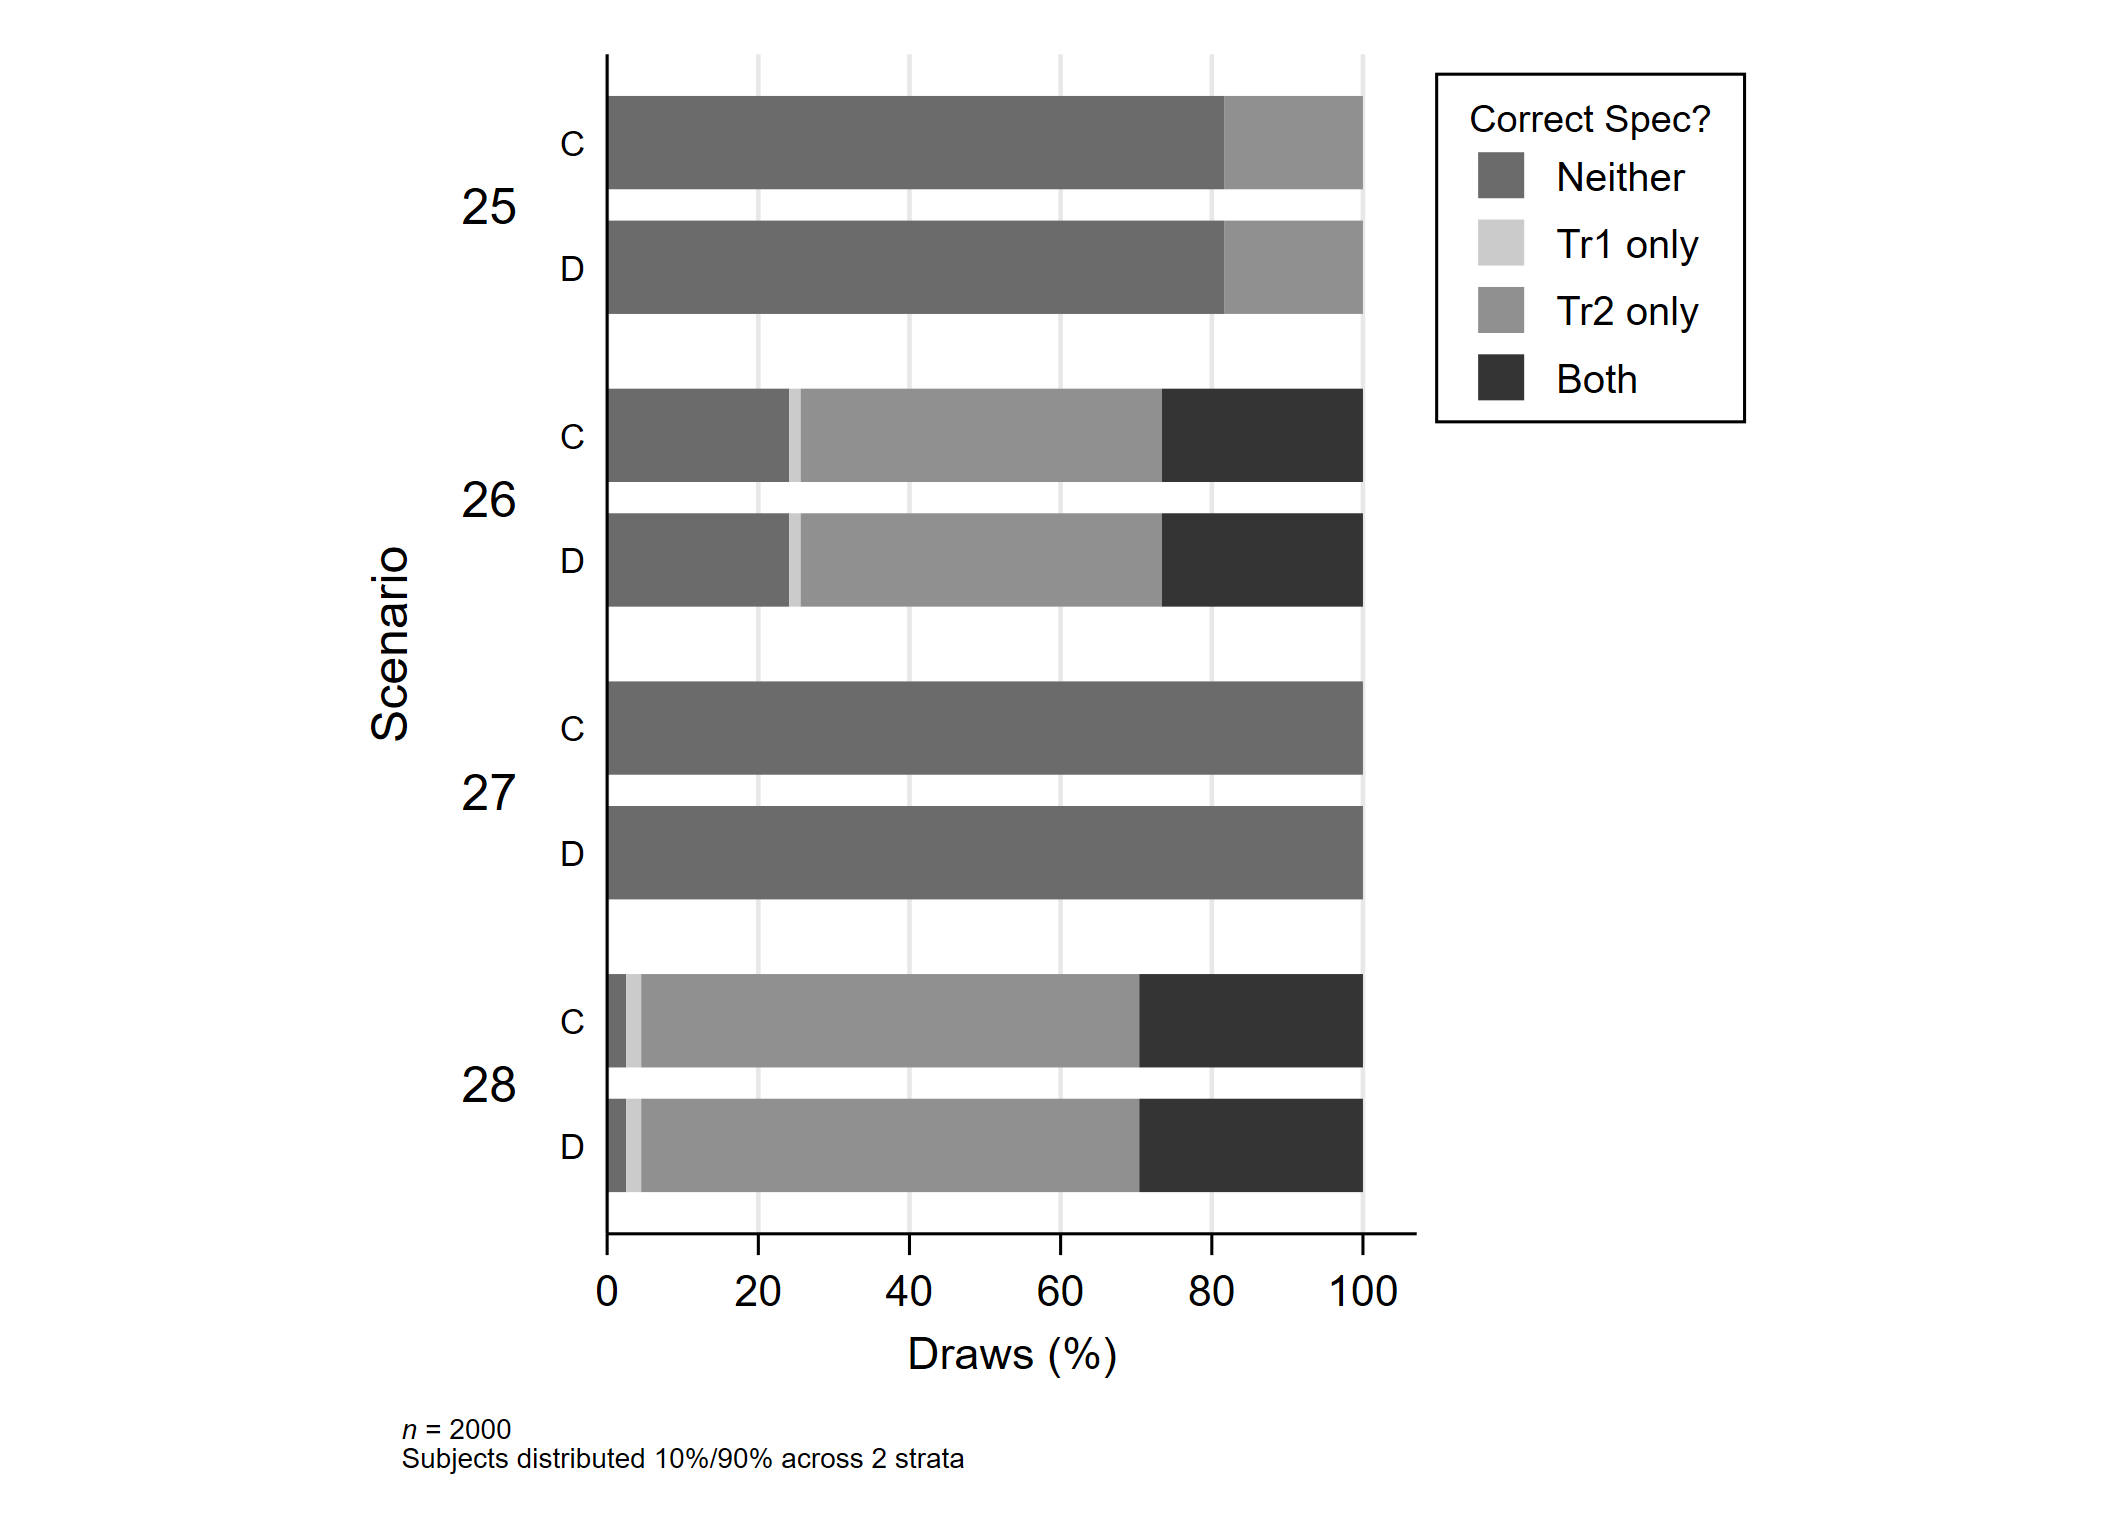 Correct Spec?
Neither
Tr1 only
Tr2 only
Both
Scenario
25
C
D
26
C
D
27
C
D
28
C
D
0 20 40 60 80 100
Draws (%)
n = 2000
Subjects distributed 10%/90% across 2 strata